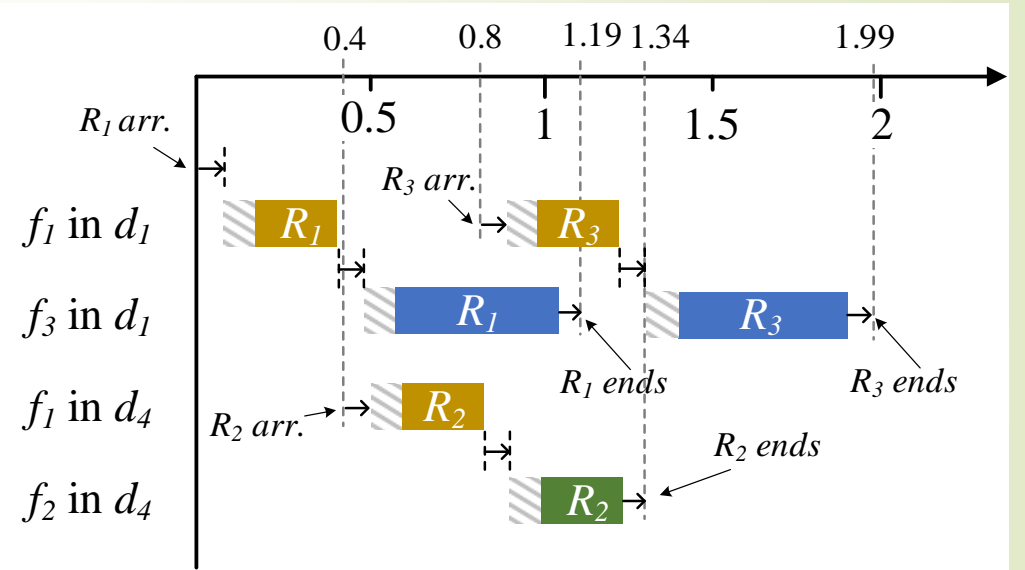 0.4 0.8 1.19 1.34 1.99
0.5 1 1.5 2
R1 arr.
R3 arr.
f1 in d1 R1 R3
f3 in d1 R1 R3
R1 ends R3 ends
f1 in d4 R2
R2 arr.
R2 ends
f2 in d4 R2